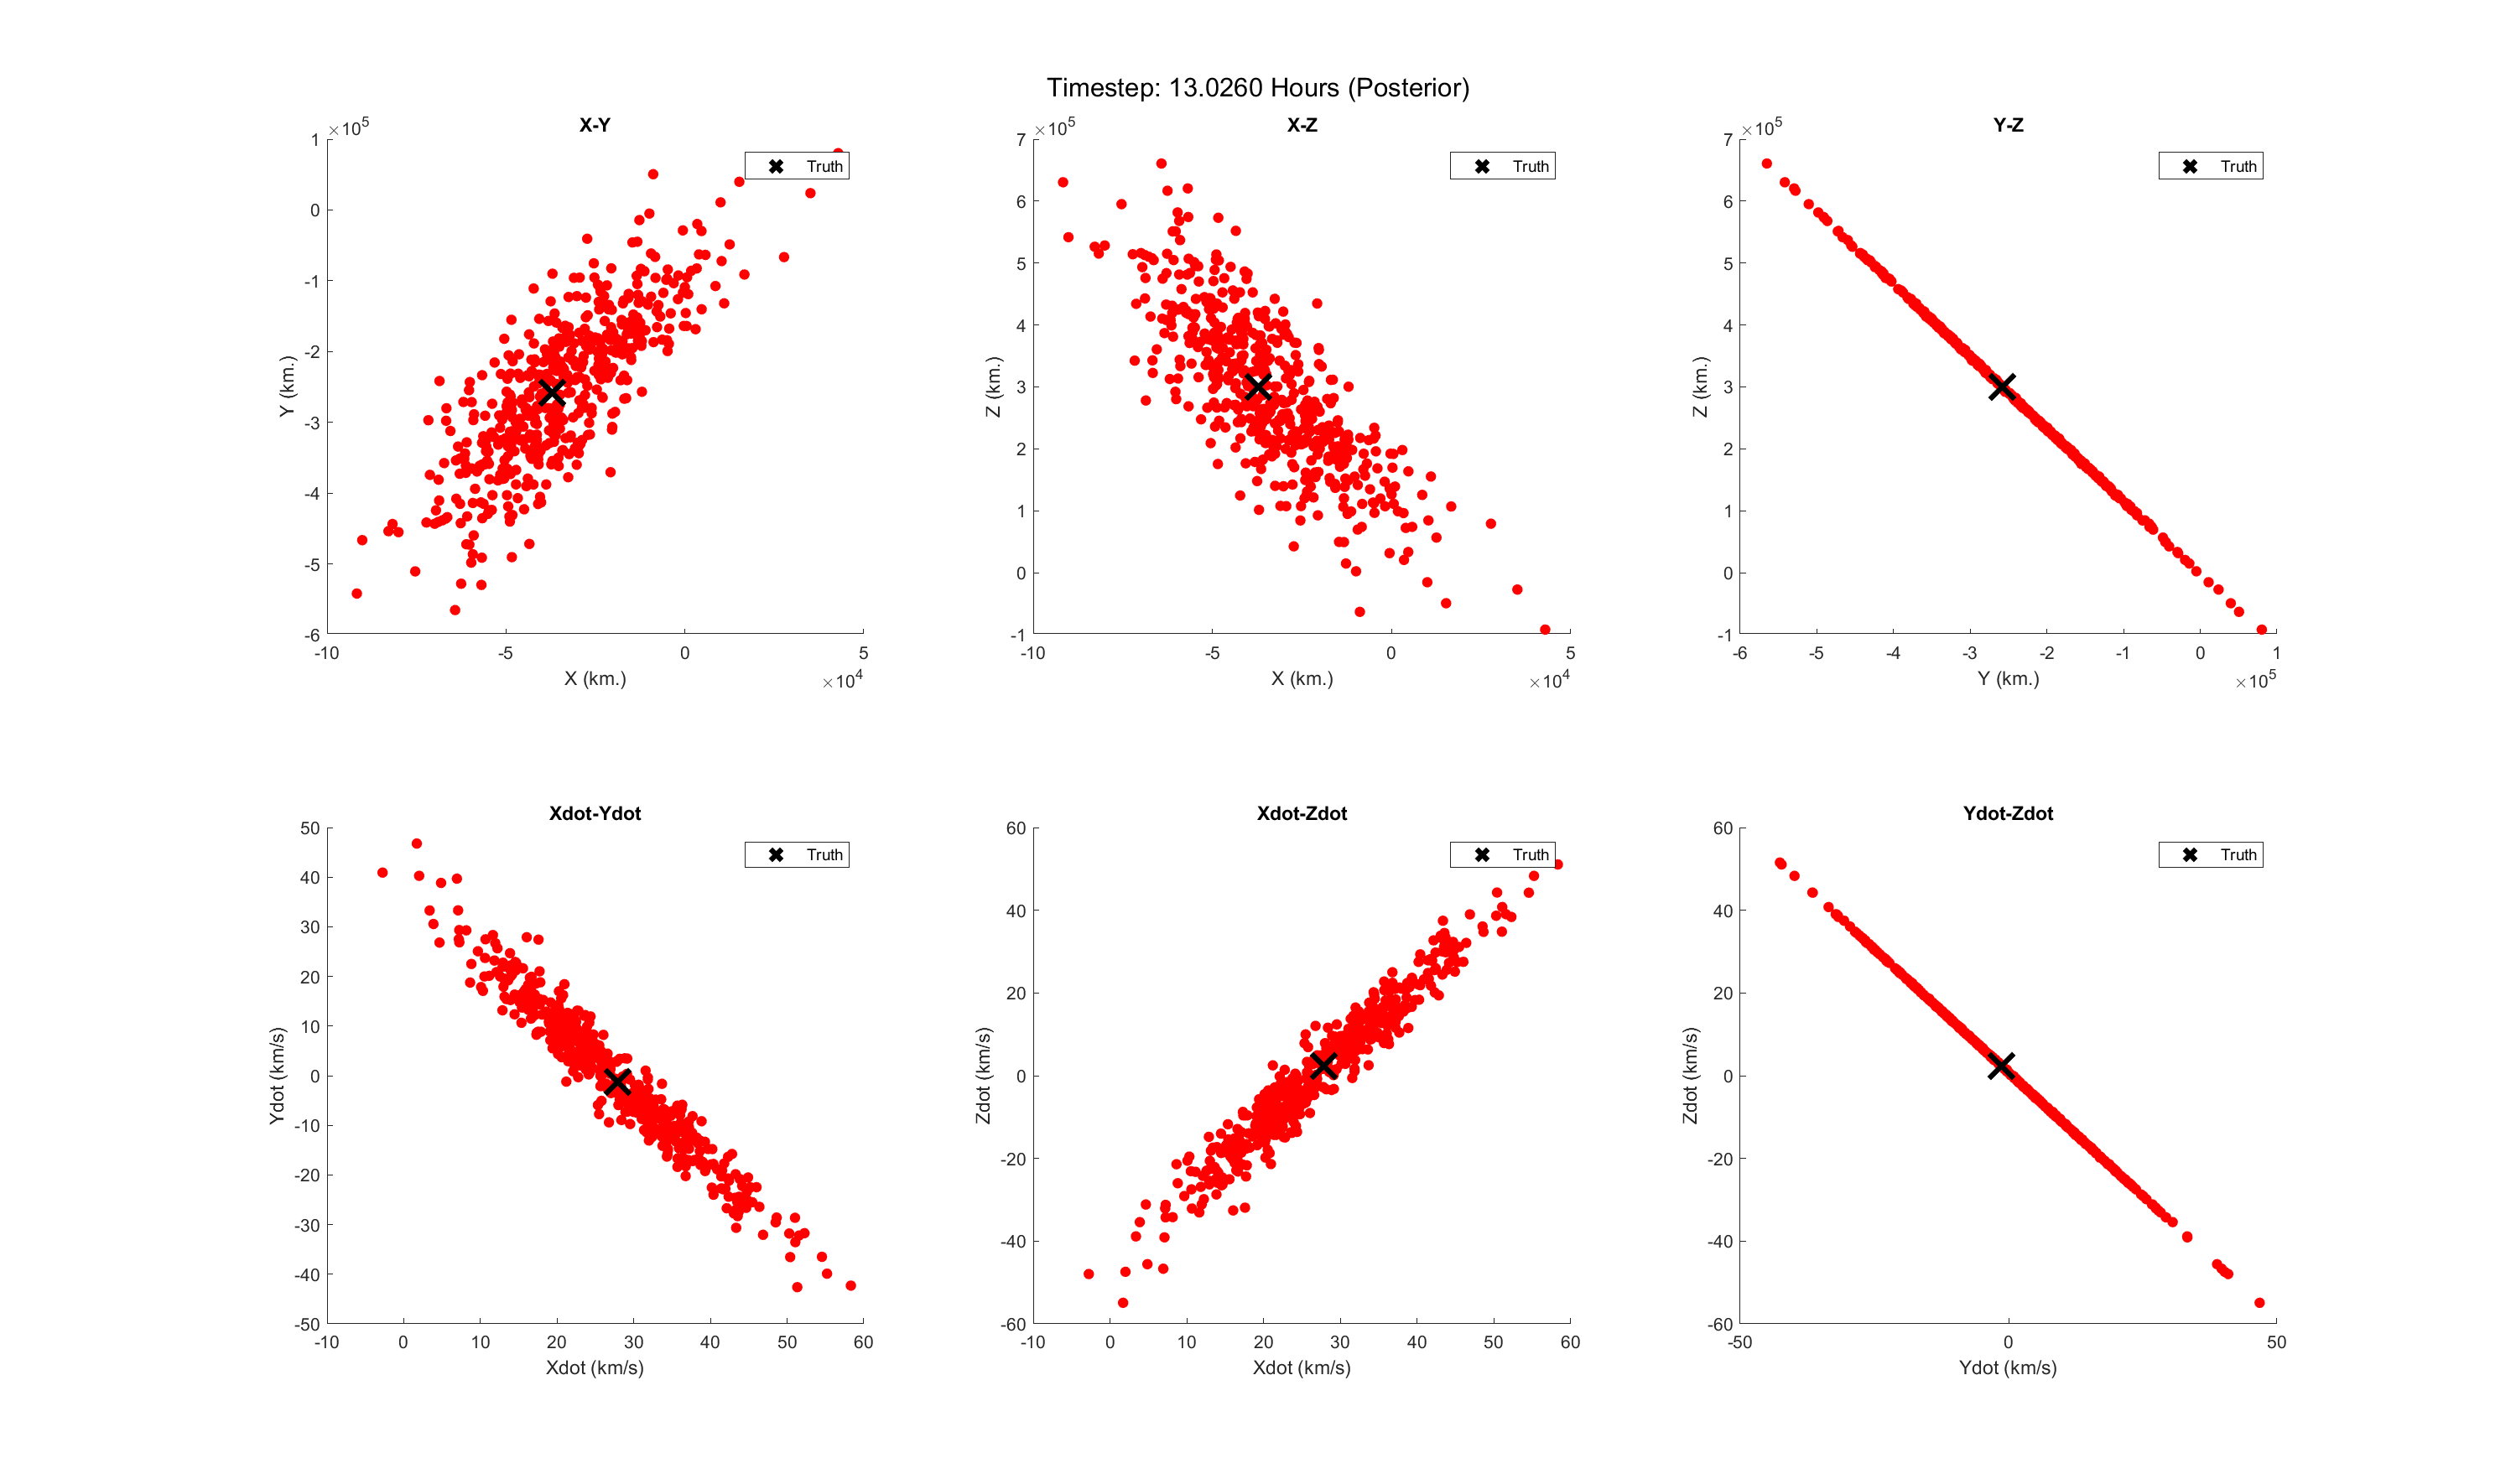 Timestep: 13.0260 Hours (Posterior)
X-Y
×10^5
Truth
1
0
-1
-2
-3
-4
-5
-6
Y (km.)
-10 -5 0 5
X (km.)
×10^4
X-Z
×10^5
Truth
7
6
5
4
3
2
1
0
-1
Z (km.)
-10 -5 0 5
X (km.)
×10^4
Y-Z
×10^5
Truth
7
6
5
4
3
2
1
0
-1
Z (km.)
-6 -5 -4 -3 -2 -1 0 1
Y (km.)
×10^5
Xdot-Ydot
Truth
50
40
30
20
10
0
-10
-20
-30
-40
-50
Ydot (km/s)
-10 0 10 20 30 40 50 60
Xdot (km/s)
Xdot-Zdot
Truth
60
40
20
0
-20
-40
-60
Zdot (km/s)
-10 0 10 20 30 40 50 60
Xdot (km/s)
Ydot-Zdot
Truth
60
40
20
0
-20
-40
-60
Zdot (km/s)
-50 0 50
Ydot (km/s)